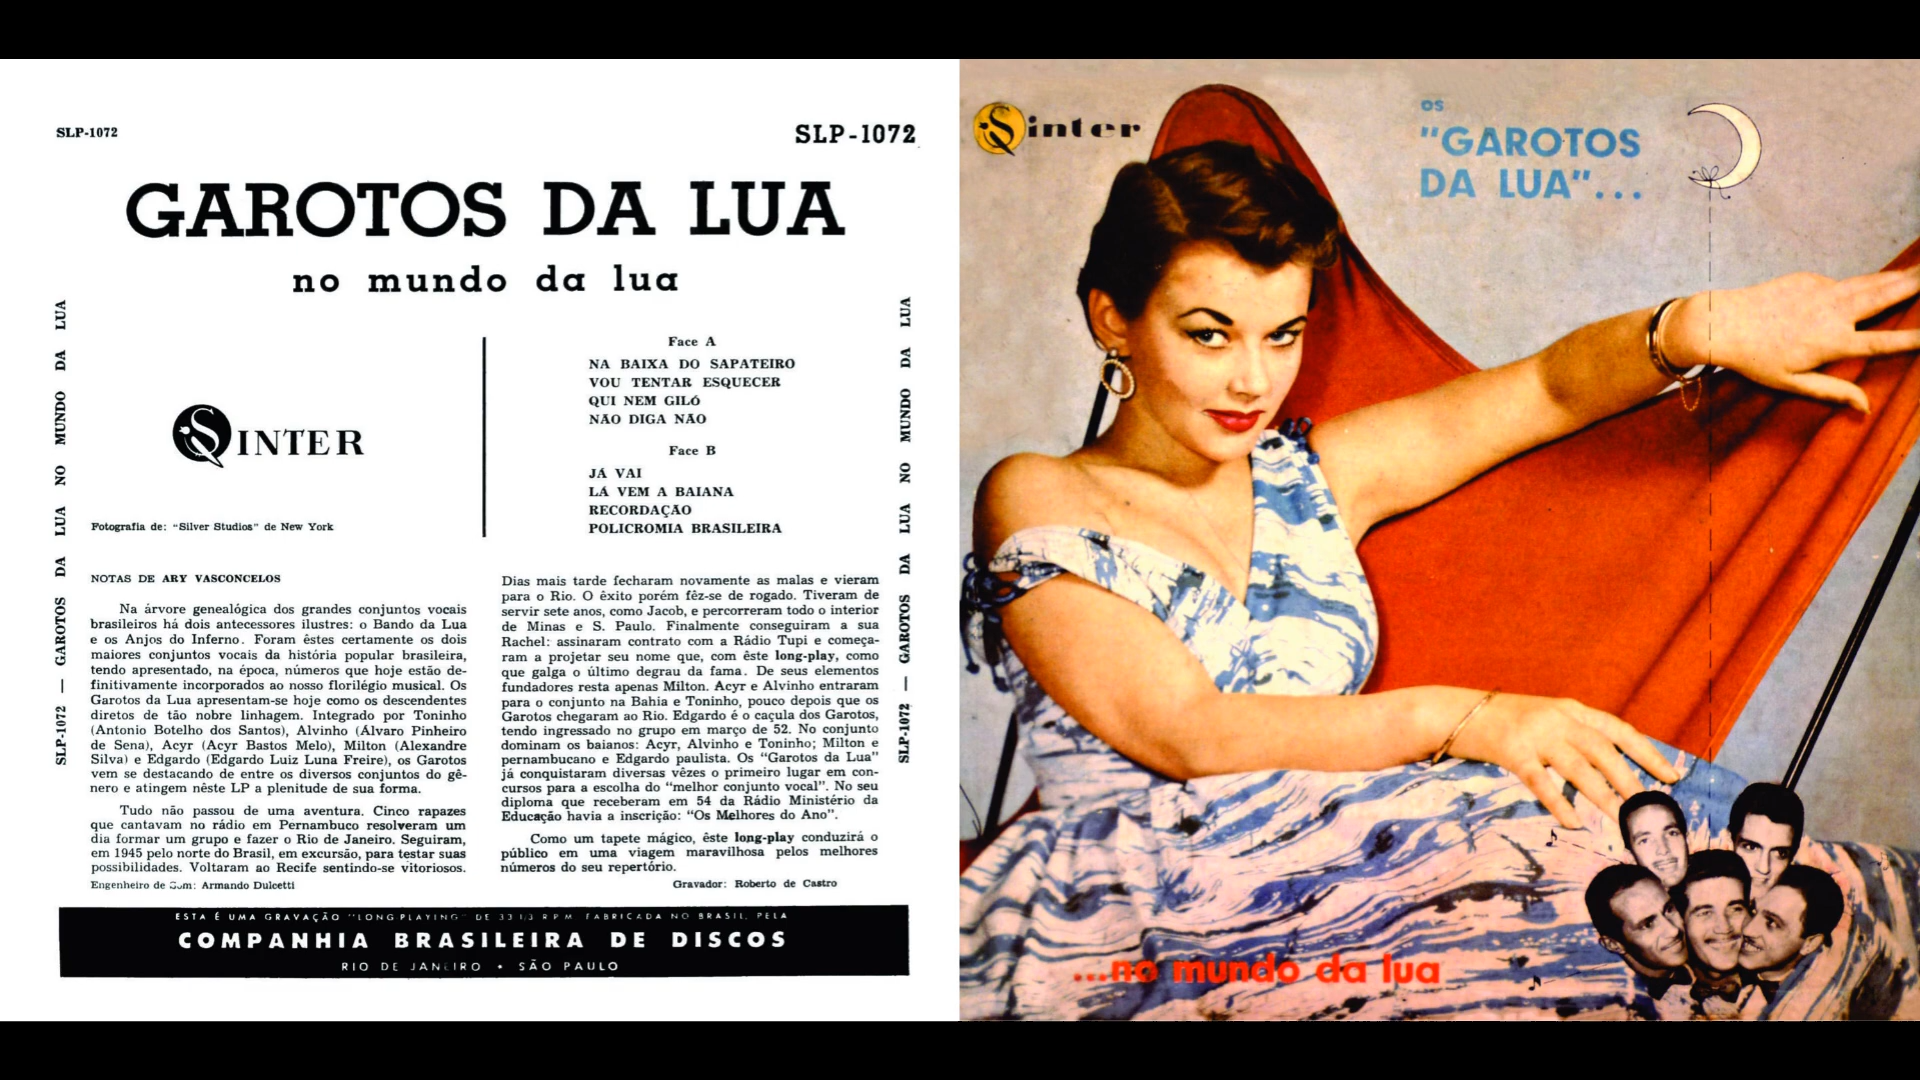 SLP-1072
SLP-1072
GAROTOS DA LUA
no mundo da lua
SLP-1072 — GAROTOS DA LUA NO MUNDO DA LUA
SINTER
Fotografia de: "Silver Studios" de New York
Face A
NA BAIXA DO SAPATEIRO
VOU TENTAR ESQUECER
QUI NEM GILÓ
NÃO DIGA NÃO
Face B
JÁ VAI
LÁ VEM A BAIANA
RECORDAÇÃO
POLICROMIA BRASILEIRA
SLP-1072 — GAROTOS DA LUA NO MUNDO DA LUA
NOTAS DE ARY VASCONCELOS
Na árvore genealógica dos grandes conjuntos vocais
brasileiros há dois antecessores ilustres: o Bando da Lua
e os Anjos do Inferno. Foram êstes certamente os dois
maiores conjuntos vocais da história popular brasileira,
tendo apresentado, na época, números que hoje estão de-
finitivamente incorporados ao nosso florilégio musical. Os
Garotos da Lua apresentam-se hoje como os descendentes
diretos de tão nobre linhagem. Integrado por Toninho
(Antonio Botelho dos Santos), Alvinho (Álvaro Pinheiro
de Sena), Acyr (Acyr Bastos Melo), Milton (Alexandre
Silva) e Edgardo (Edgardo Luiz Luna Freire), os Garotos
vem se destacando de entre os diversos conjuntos do gê-
nero e atingem nêste LP a plenitude de sua forma.
Tudo não passou de uma aventura. Cinco rapazes
que cantavam no rádio em Pernambuco resolveram um
dia formar um grupo e fazer o Rio de Janeiro. Seguiram,
em 1945 pelo norte do Brasil, em excursão, para testar suas
possibilidades. Voltaram ao Recife sentindo-se vitoriosos.
Engenheiro de Som: Armando Dulcetti
Dias mais tarde fecharam novamente as malas e vieram
para o Rio. O êxito porém fêz-se de rogado. Tiveram de
servir sete anos, como Jacob, e percorreram todo o interior
de Minas e S. Paulo. Finalmente conseguiram a sua
Rachel: assinaram contrato com a Rádio Tupi e começa-
ram a projetar seu nome que, com êste long-play, como
que galga o último degrau da fama. De seus elementos
fundadores resta apenas Milton. Acyr e Alvinho entraram
para o conjunto na Bahia e Toninho, pouco depois que os
Garotos chegaram ao Rio. Edgardo é o caçula dos Garotos,
tendo ingressado no grupo em março de 52. No conjunto
dominam os baianos: Acyr, Alvinho e Toninho; Milton e
pernambucano e Edgardo paulista. Os "Garotos da Lua"
já conquistaram diversas vêzes o primeiro lugar em con-
cursos para a escolha do "melhor conjunto vocal". No seu
diploma que receberam em 54 da Rádio Ministério da
Educação havia a inscrição: "Os Melhores do Ano".
Como um tapete mágico, êste long-play conduzirá o
público em uma viagem maravilhosa pelos melhores
números do seu repertório.
Gravador: Roberto de Castro
ESTA É UMA GRAVAÇÃO "LONG PLAYING" DE 33 1/3 R P M FABRICADA NO BRASIL, PELA
COMPANHIA BRASILEIRA DE DISCOS
RIO DE JANEIRO • SÃO PAULO
Sinter
os
"GAROTOS
DA LUA"...
...no mundo da lua